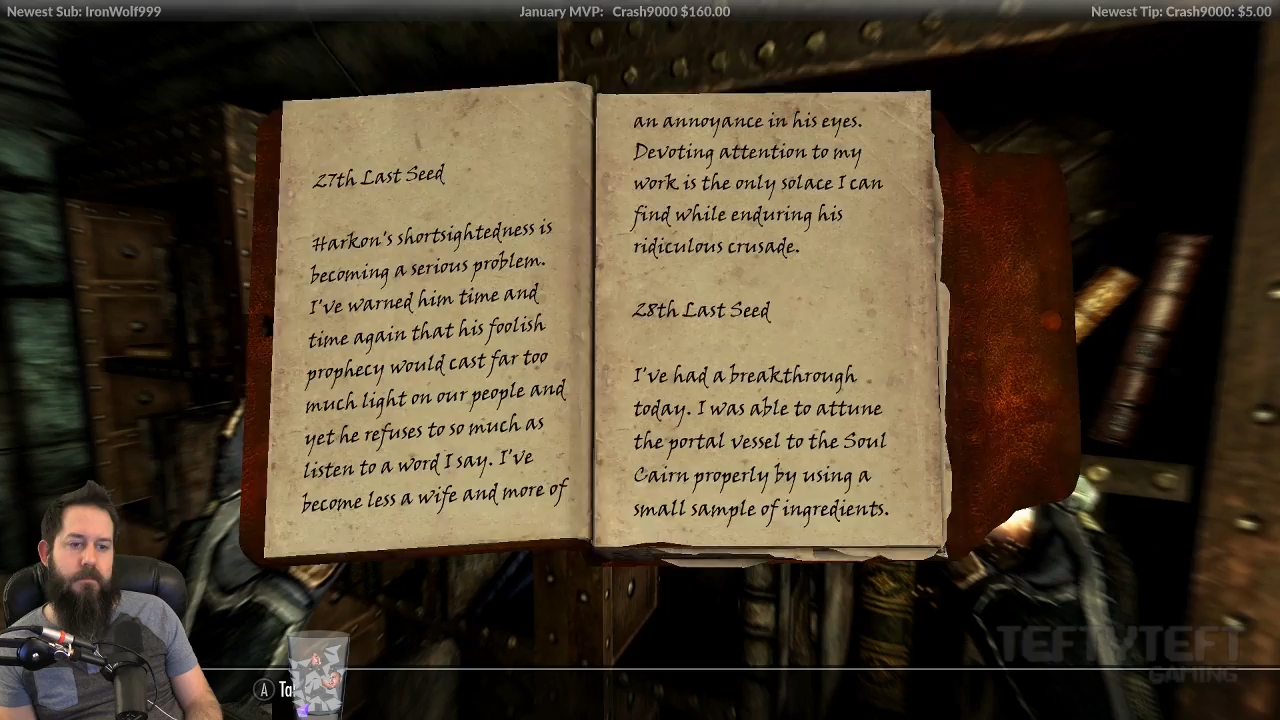 Newest Sub: IronWolf999
January MVP: Crash9000 $160.00
Newest Tip: Crash9000: $5.00
27th Last Seed
Harkon's shortsightedness is
becoming a serious problem.
I've warned him time and
time again that his foolish
prophecy would cast far too
much light on our people and
yet he refuses to so much as
listen to a word I say. I've
become less a wife and more of
an annoyance in his eyes.
Devoting attention to my
work is the only solace I can
find while enduring his
ridiculous crusade.
28th Last Seed
I've had a breakthrough
today. I was able to attune
the portal vessel to the Soul
Cairn properly by using a
small sample of ingredients.
TEFTYTEFT
GAMING
A